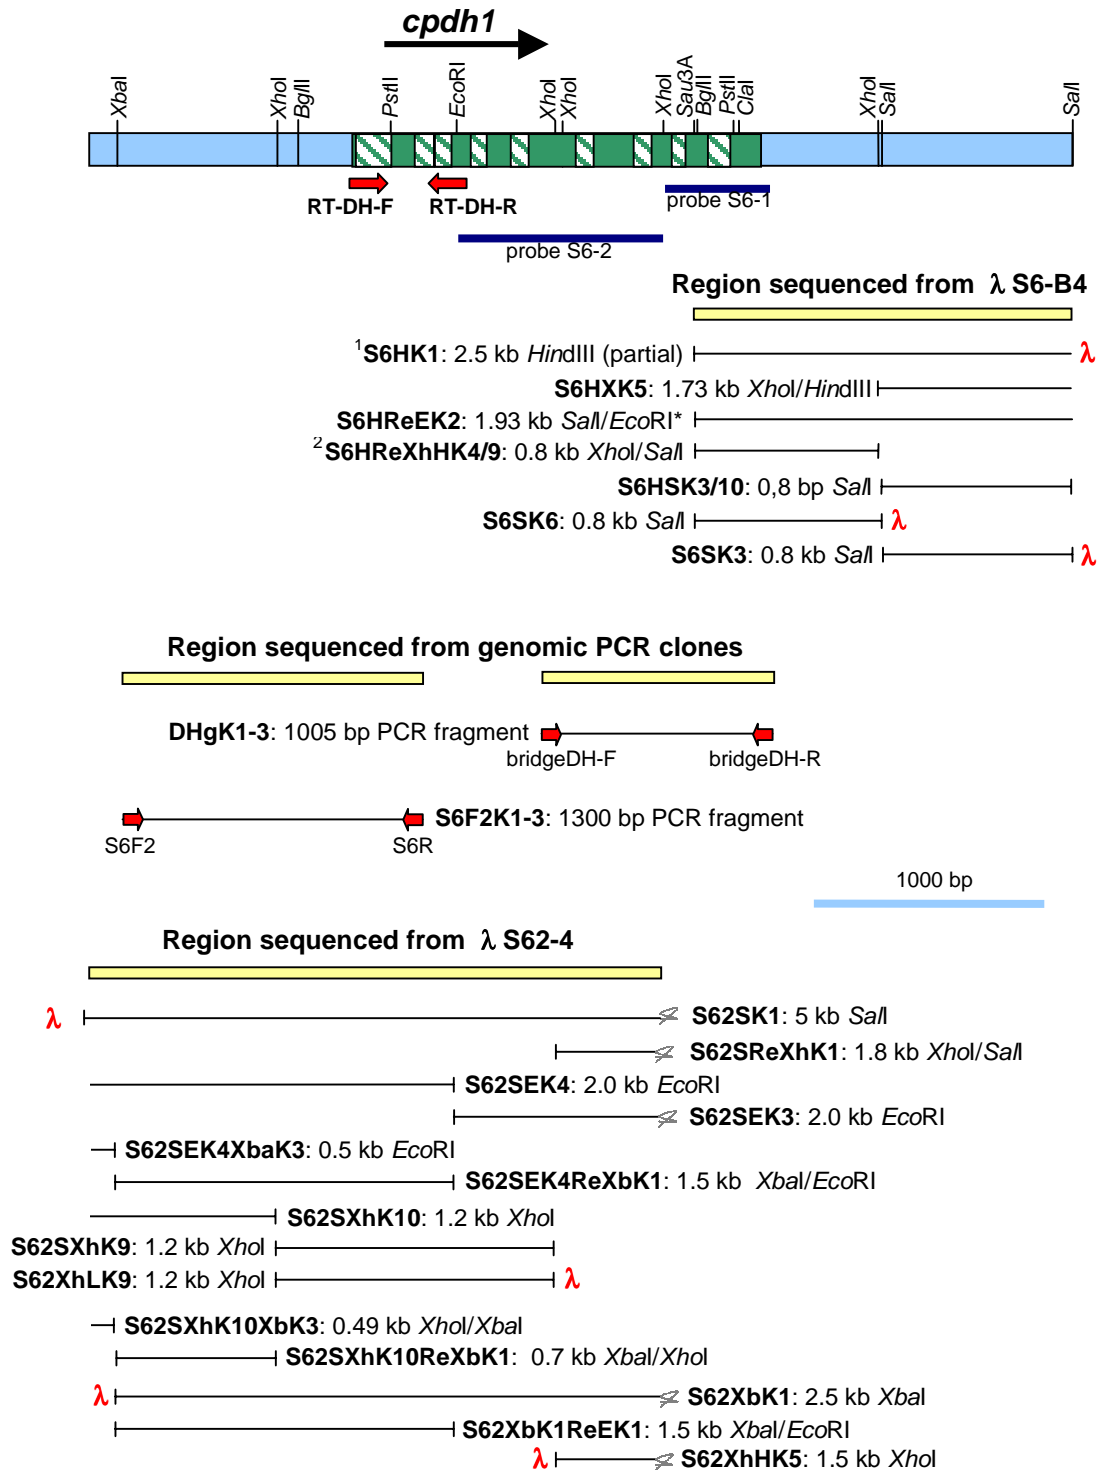 cpdh1
XbaI
XhoI
BglII
PstII
EcoRI
XhoI
XhoI
XhoI
Sau3A
BglII
PstII
ClaI
XhoI
SalI
SalI
RT-DH-F
RT-DH-R
probe S6-1
probe S6-2
Region sequenced from λ S6-B4
1S6HK1: 2.5 kb HindIII (partial)
λ
S6HXK5: 1.73 kb XhoI/HindIII
S6HReEK2: 1.93 kb SalI/EcoRI*
2S6HReXhHK4/9: 0.8 kb XhoI/SalI
S6HSK3/10: 0,8 bp SalI
S6SK6: 0.8 kb SalI
λ
S6SK3: 0.8 kb SalI
λ
Region sequenced from genomic PCR clones
DHgK1-3: 1005 bp PCR fragment
bridgeDH-F
bridgeDH-R
S6F2K1-3: 1300 bp PCR fragment
S6F2
S6R
1000 bp
Region sequenced from λ S62-4
λ
S62SK1: 5 kb SalI
S62SReXhK1: 1.8 kb XhoI/SalI
S62SEK4: 2.0 kb EcoRI
S62SEK3: 2.0 kb EcoRI
S62SEK4XbaK3: 0.5 kb EcoRI
S62SEK4ReXbK1: 1.5 kb XbaI/EcoRI
S62SXhK10: 1.2 kb XhoI
S62SXhK9: 1.2 kb XhoI
S62XhLK9: 1.2 kb XhoI
λ
S62SXhK10XbK3: 0.49 kb XhoI/XbaI
S62SXhK10ReXbK1: 0.7 kb XbaI/XhoI
λ
S62XbK1: 2.5 kb XbaI
S62XbK1ReEK1: 1.5 kb XbaI/EcoRI
λ
S62XhHK5: 1.5 kb XhoI